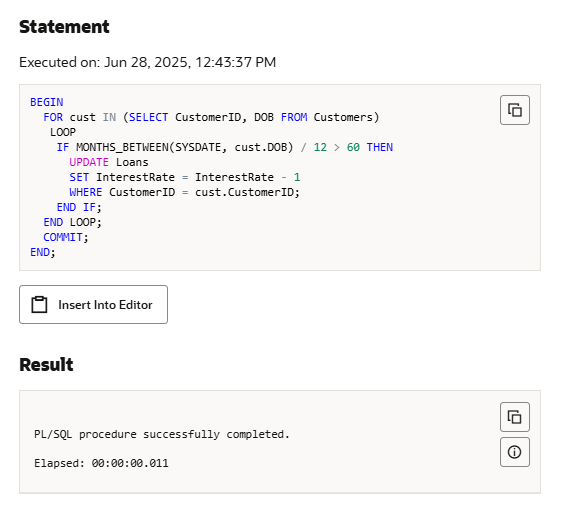 Statement
Executed on: Jun 28, 2025, 12:43:37 PM
BEGIN
  FOR cust IN (SELECT CustomerID, DOB FROM Customers)
   LOOP
    IF MONTHS_BETWEEN(SYSDATE, cust.DOB) / 12 > 60 THEN
      UPDATE Loans
      SET InterestRate = InterestRate - 1
      WHERE CustomerID = cust.CustomerID;
    END IF;
  END LOOP;
  COMMIT;
END;
Insert Into Editor
Result
PL/SQL procedure successfully completed.
Elapsed: 00:00:00.011